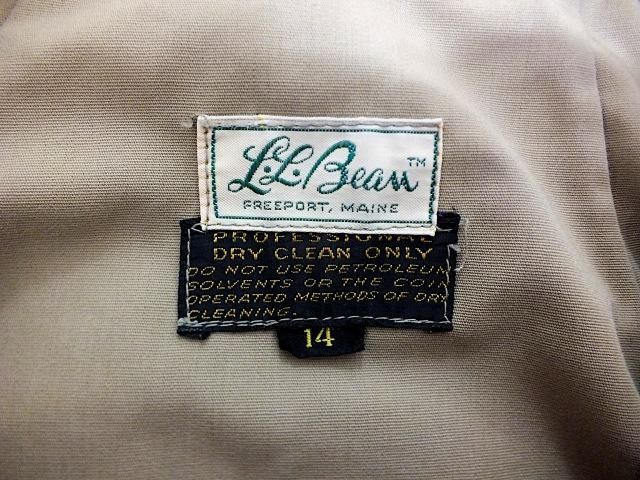 L.L.Bean™
FREEPORT, MAINE
PROFESSIONAL
DRY CLEAN ONLY
DO NOT USE PETROLEUM
SOLVENTS OR THE COIN
OPERATED METHODS OF DRY
CLEANING.
14